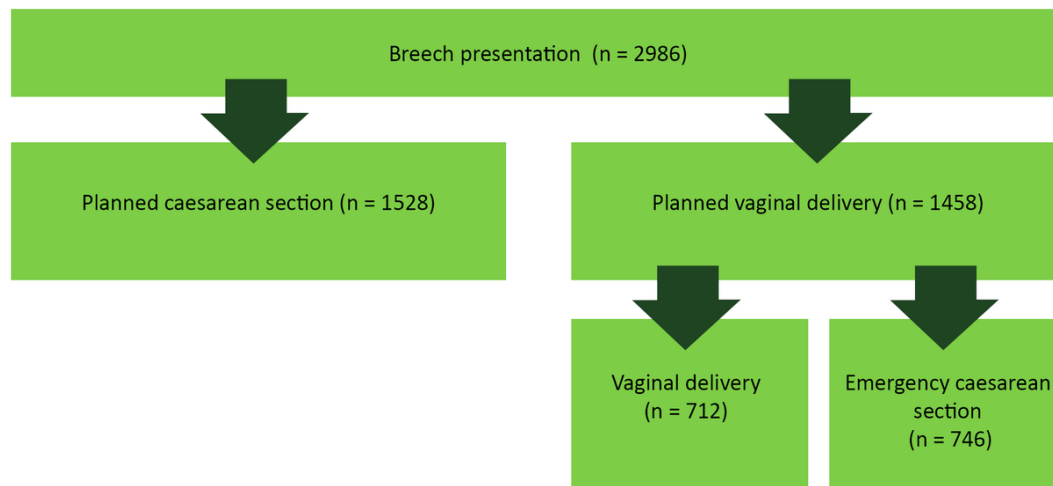 Breech presentation  (n = 2986)
Planned caesarean section (n = 1528)
Planned vaginal delivery (n = 1458)
Vaginal delivery
(n = 712)
Emergency caesarean
section
(n = 746)